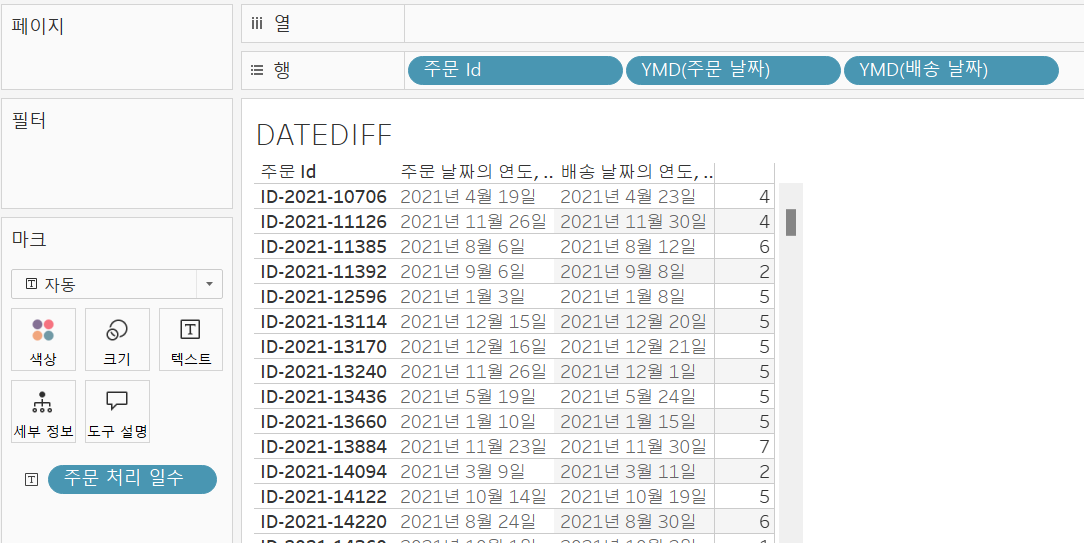 페이지
열
행
주문 Id
YMD(주문 날짜)
YMD(배송 날짜)
필터
마크
자동
색상
크기
텍스트
세부 정보
도구 설명
주문 처리 일수
DATEDIFF
주문 Id 주문 날짜의 연도, .. 배송 날짜의 연도, ..
ID-2021-10706 2021년 4월 19일 2021년 4월 23일 4
ID-2021-11126 2021년 11월 26일 2021년 11월 30일 4
ID-2021-11385 2021년 8월 6일 2021년 8월 12일 6
ID-2021-11392 2021년 9월 6일 2021년 9월 8일 2
ID-2021-12596 2021년 1월 3일 2021년 1월 8일 5
ID-2021-13114 2021년 12월 15일 2021년 12월 20일 5
ID-2021-13170 2021년 12월 16일 2021년 12월 21일 5
ID-2021-13240 2021년 11월 26일 2021년 12월 1일 5
ID-2021-13436 2021년 5월 19일 2021년 5월 24일 5
ID-2021-13660 2021년 1월 10일 2021년 1월 15일 5
ID-2021-13884 2021년 11월 23일 2021년 11월 30일 7
ID-2021-14094 2021년 3월 9일 2021년 3월 11일 2
ID-2021-14122 2021년 10월 14일 2021년 10월 19일 5
ID-2021-14220 2021년 8월 24일 2021년 8월 30일 6